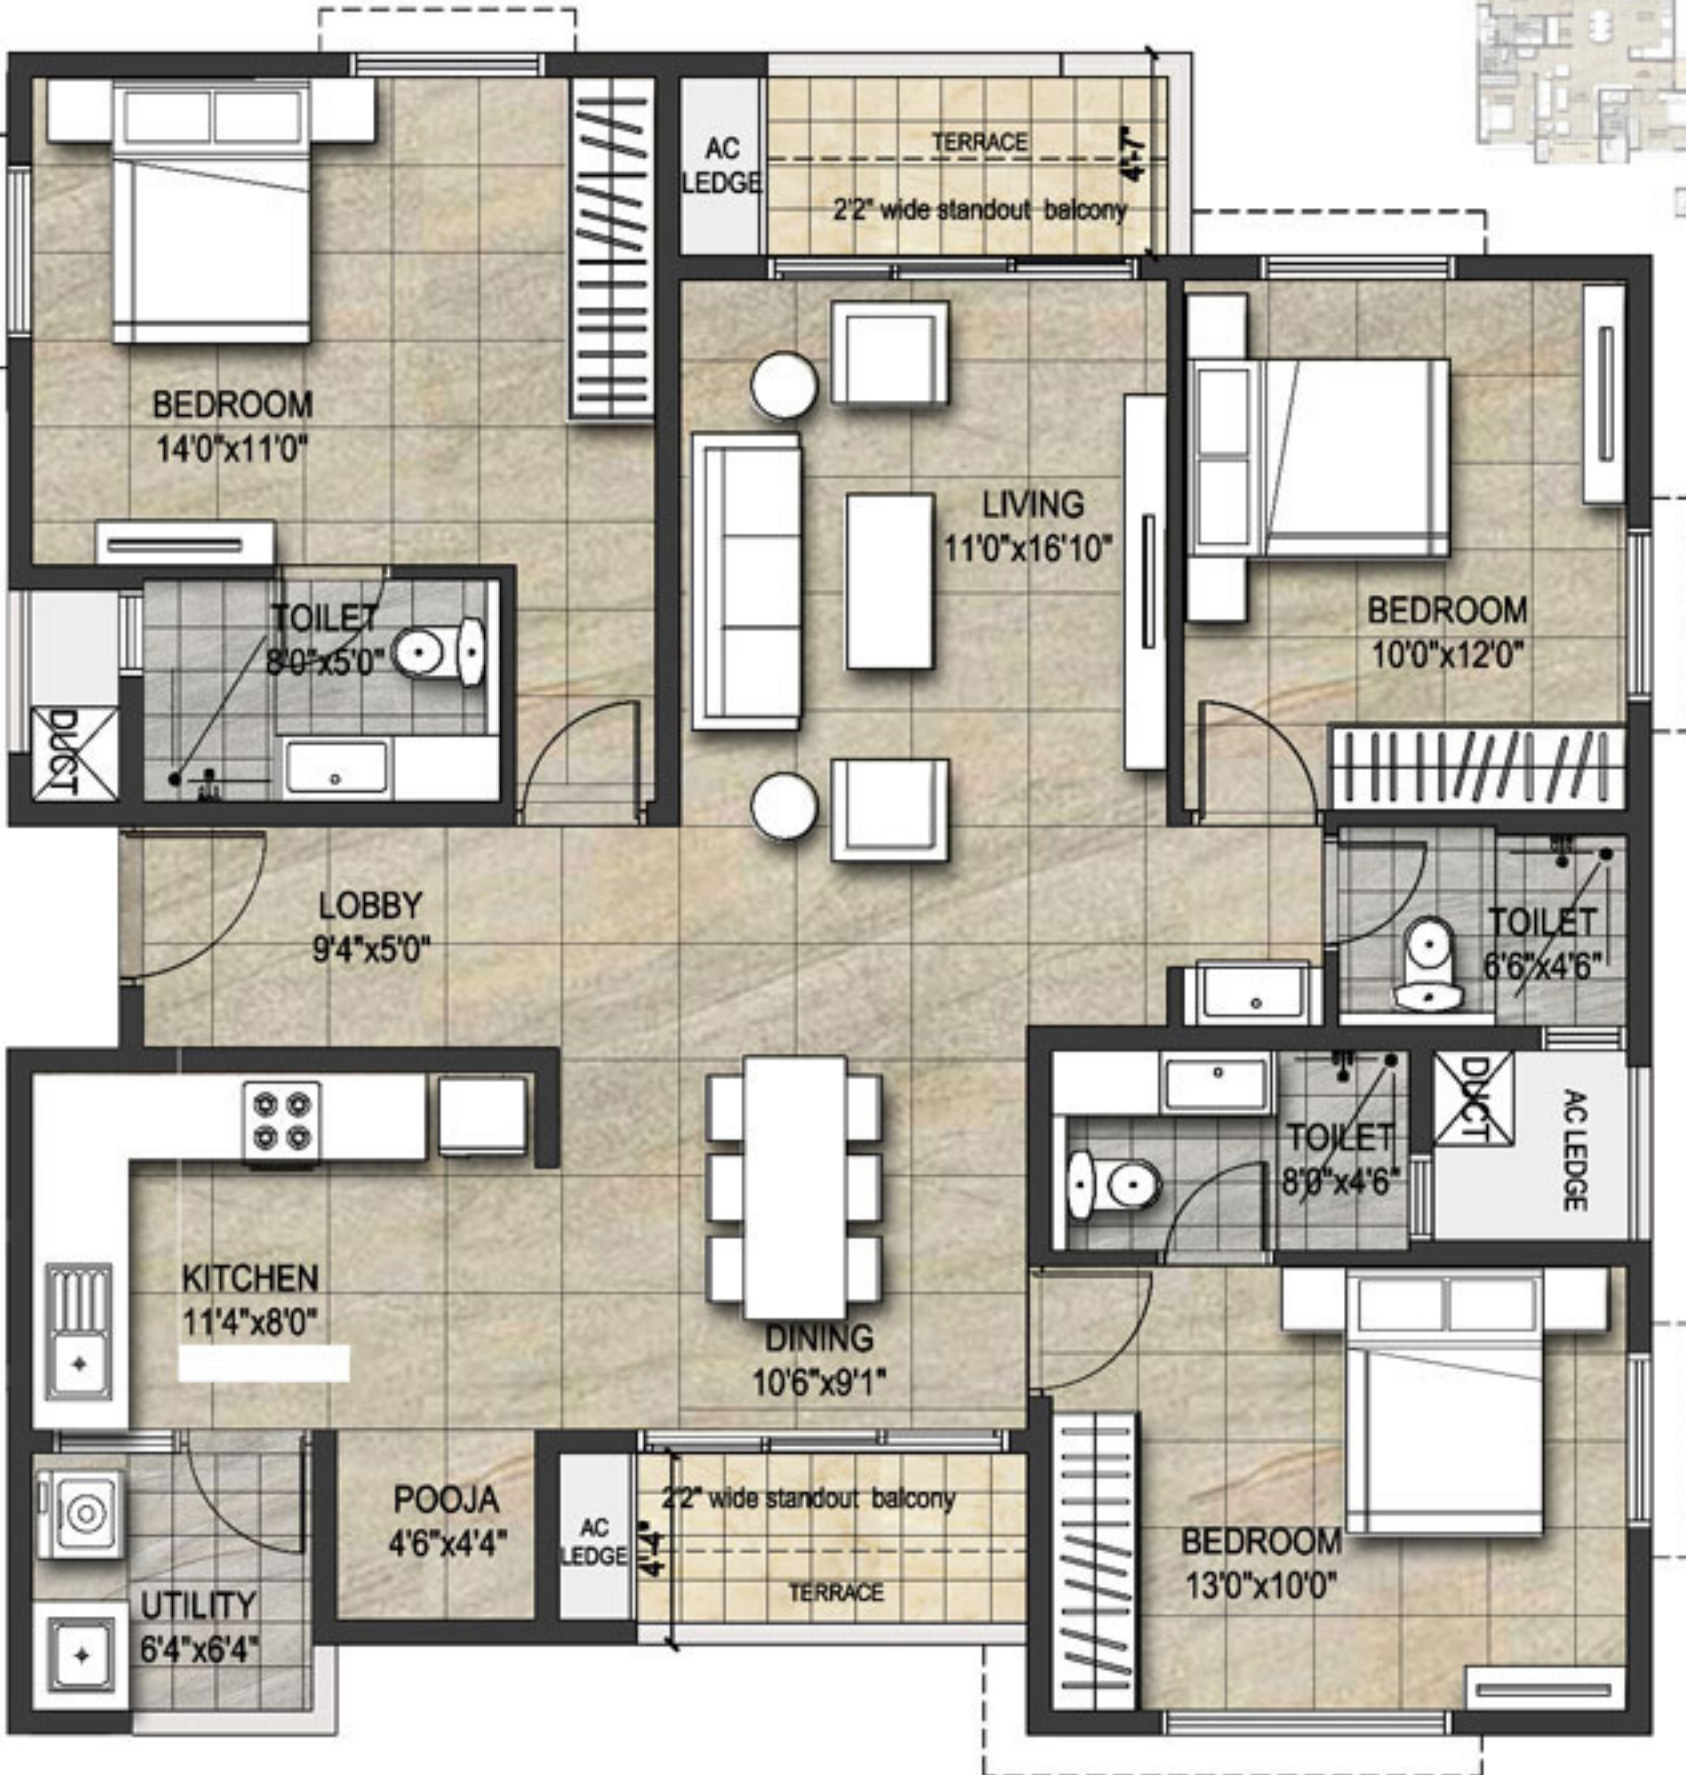 AC
LEDGE
TERRACE
4'-7"
2'2" wide standout balcony
BEDROOM
14'0"x11'0"
LIVING
11'0"x16'10"
BEDROOM
10'0"x12'0"
TOILET
8'0"x5'0"
DUCT
LOBBY
9'4"x5'0"
TOILET
6'6"x4'6"
TOILET
8'0"x4'6"
DUCT
AC LEDGE
KITCHEN
11'4"x8'0"
DINING
10'6"x9'1"
POOJA
4'6"x4'4"
AC
LEDGE
2'2" wide standout balcony
4'-4"
TERRACE
BEDROOM
13'0"x10'0"
UTILITY
6'4"x6'4"